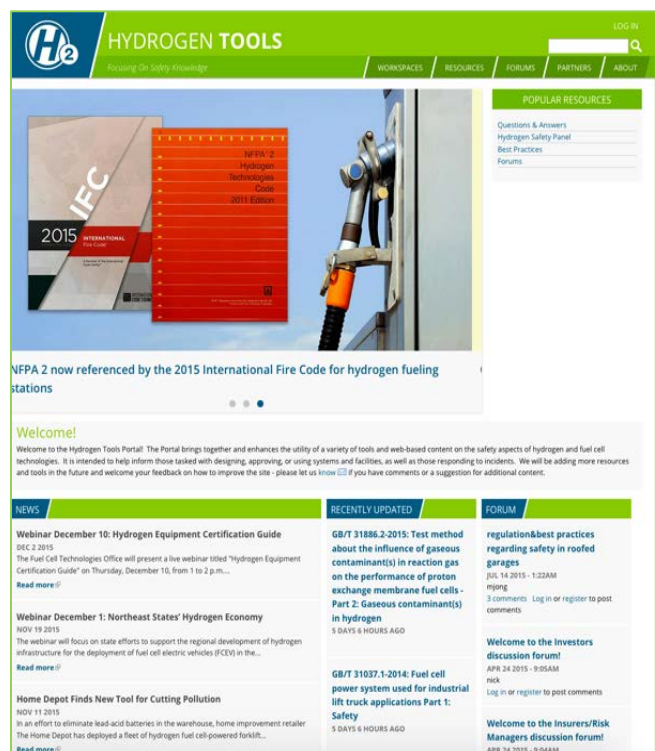 H2
HYDROGEN TOOLS
Focusing On Safety Knowledge
LOG IN
WORKSPACES
RESOURCES
FORUMS
PARTNERS
ABOUT
IFC
2015 INTERNATIONAL
Fire Code
NFPA 2
Hydrogen
Technologies
Code
2011 Edition
NFPA 2 now referenced by the 2015 International Fire Code for hydrogen fueling
stations
POPULAR RESOURCES
Questions & Answers
Hydrogen Safety Panel
Best Practices
Forums
Welcome!
Welcome to the Hydrogen Tools Portal! The Portal brings together and enhances the utility of a variety of tools and web-based content on the safety aspects of hydrogen and fuel cell
technologies. It is intended to help inform those tasked with designing, approving, or using systems and facilities, as well as those responding to incidents. We will be adding more resources
and tools in the future and welcome your feedback on how to improve the site - please let us know if you have comments or a suggestion for additional content.
NEWS
Webinar December 10: Hydrogen Equipment Certification Guide
DEC 2 2015
The Fuel Cell Technologies Office will present a live webinar titled "Hydrogen Equipment
Certification Guide" on Thursday, December 10, from 1 to 2 p.m....
Read more
Webinar December 1: Northeast States' Hydrogen Economy
NOV 19 2015
The webinar will focus on state efforts to support the regional development of hydrogen
infrastructure for the deployment of fuel cell electric vehicles (FCEV) in the...
Read more
Home Depot Finds New Tool for Cutting Pollution
NOV 11 2015
In an effort to eliminate lead-acid batteries in the warehouse, home improvement retailer
The Home Depot has deployed a fleet of hydrogen fuel cell-powered forklift...
Read more
RECENTLY UPDATED
GB/T 31886.2-2015: Test method
about the influence of gaseous
contaminant(s) in reaction gas
on the performance of proton
exchange membrane fuel cells -
Part 2: Gaseous contaminant(s)
in hydrogen
5 DAYS 6 HOURS AGO
GB/T 31037.1-2014: Fuel cell
power system used for industrial
lift truck applications Part 1:
Safety
5 DAYS 6 HOURS AGO
FORUM
regulation&best practices
regarding safety in roofed
garages
JUL 14 2015 - 1:22AM
mjong
3 comments Log in or register to post
comments
Welcome to the Investors
discussion forum!
APR 24 2015 - 9:05AM
nick
Log in or register to post comments
Welcome to the Insurers/Risk
Managers discussion forum!
APR 24 2015 - 9:04AM